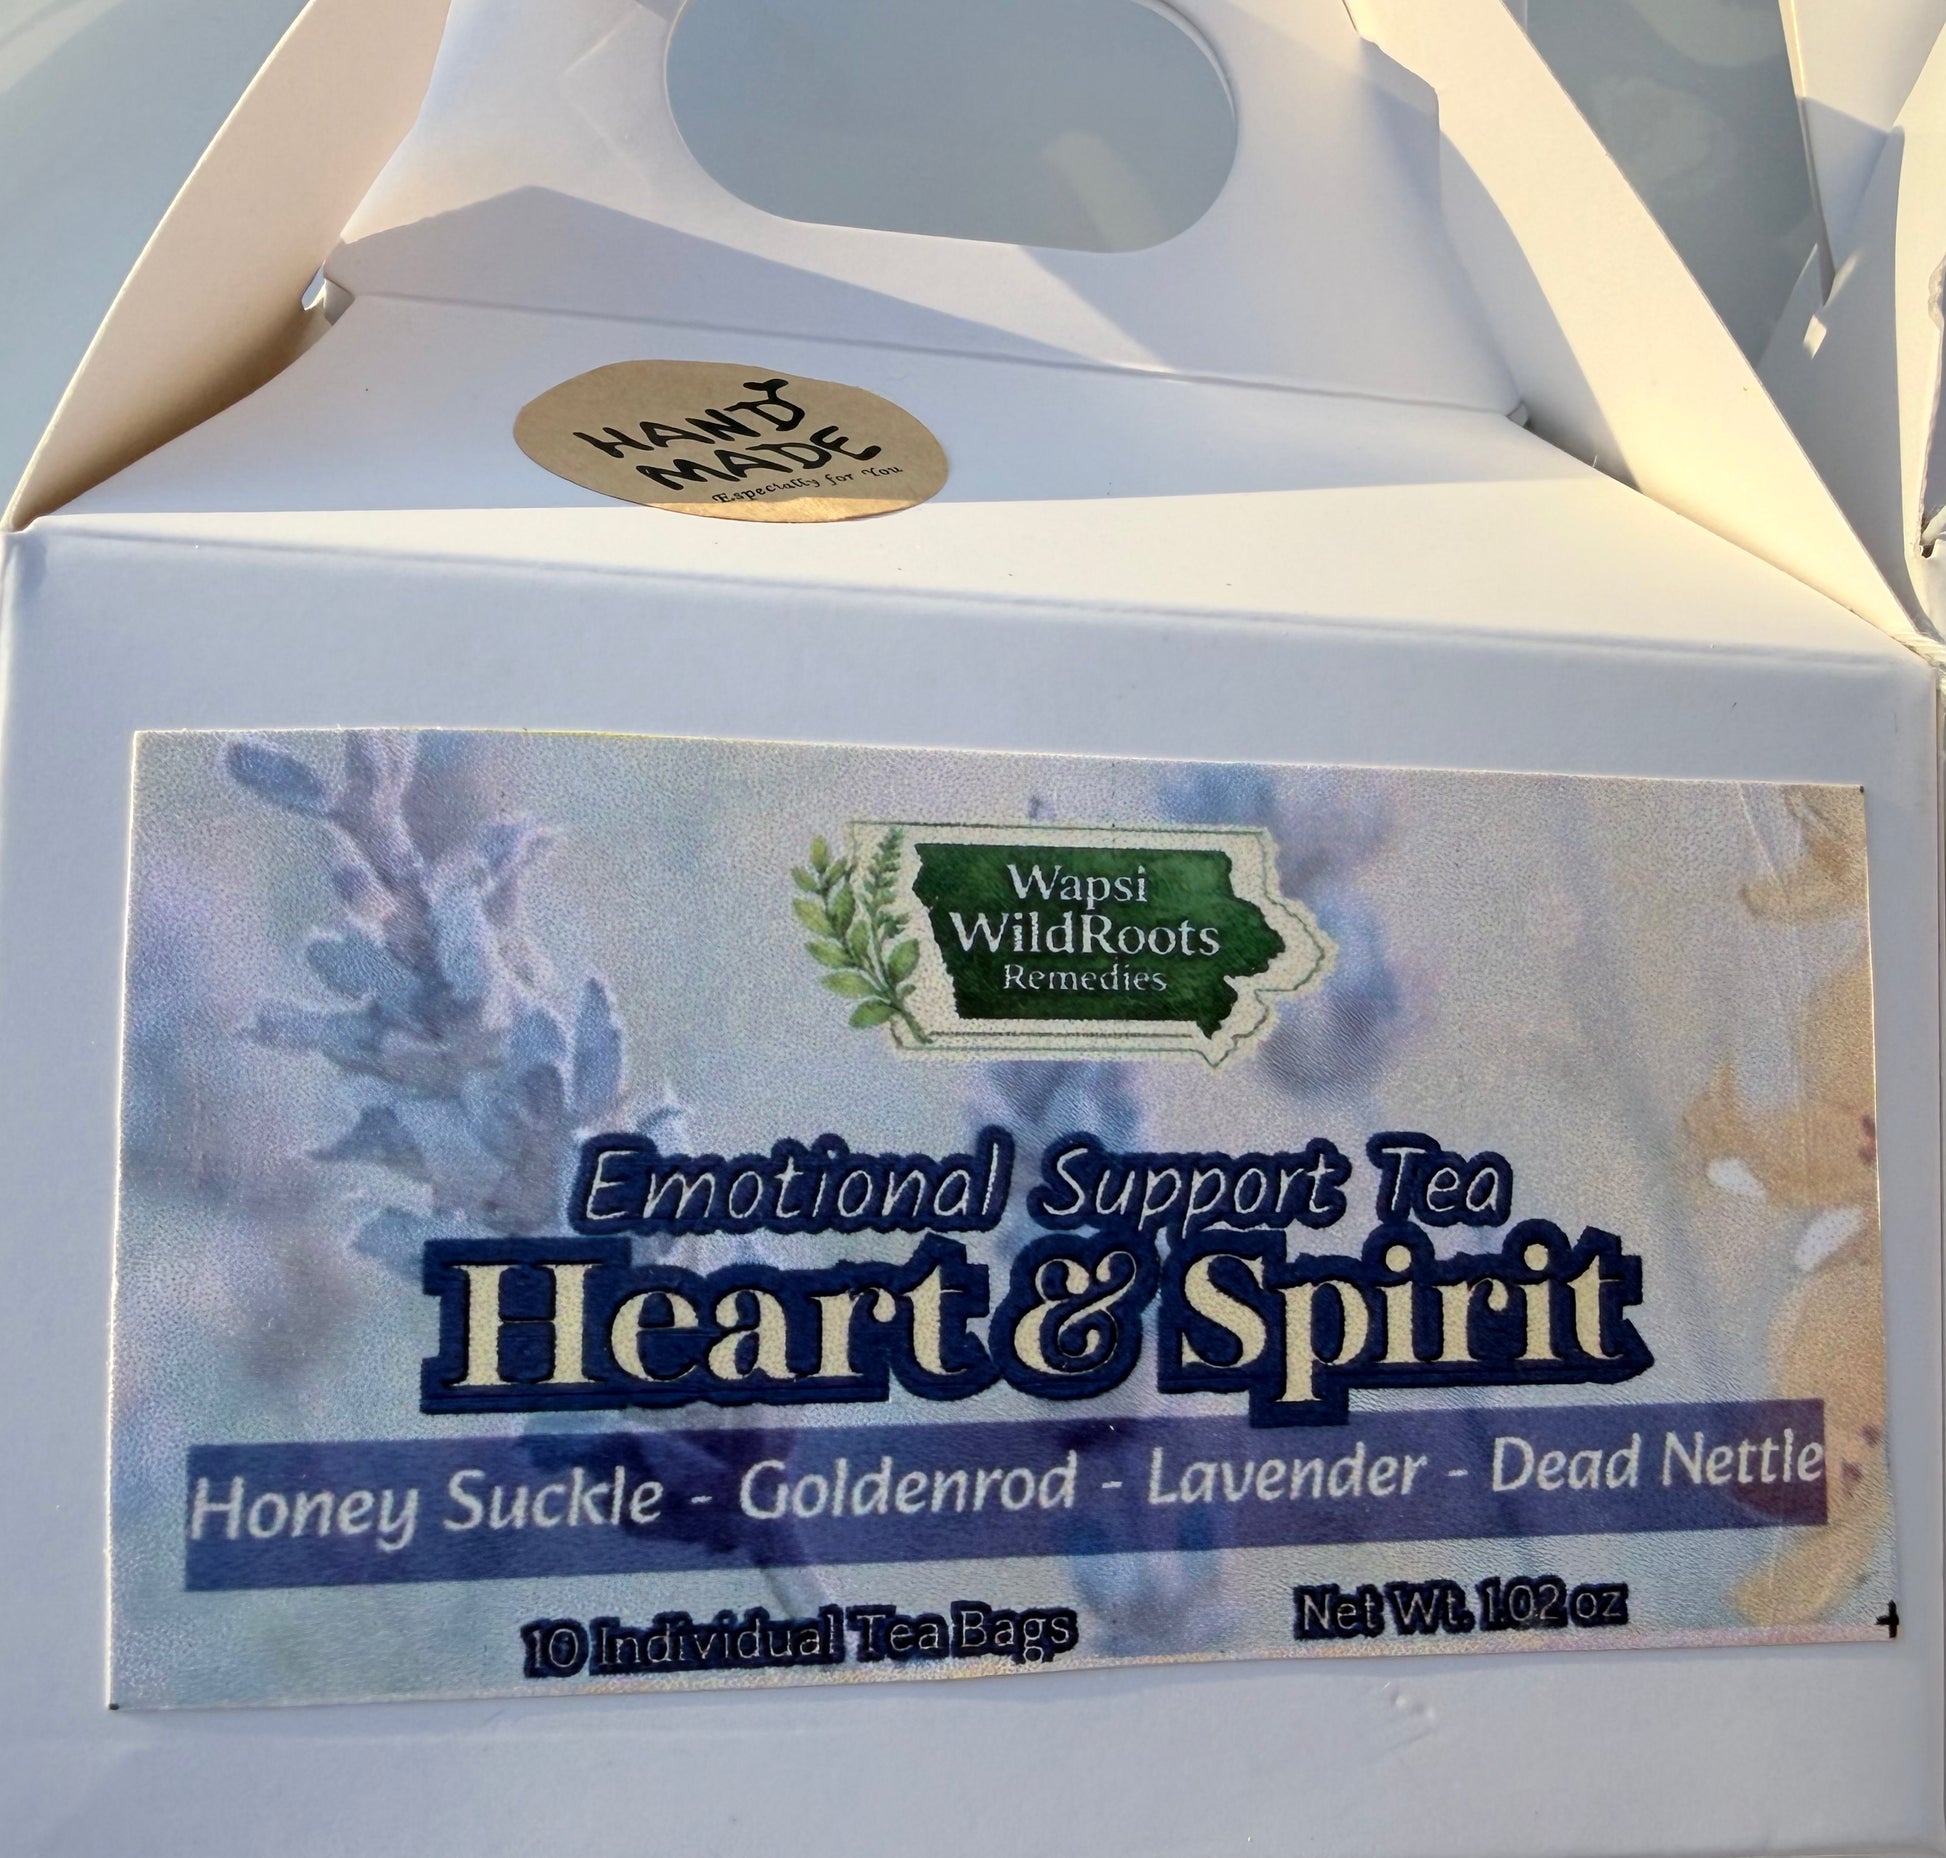 HAND
MADE
Especially for You
Wapsi
WildRoots
Remedies
Emotional Support Tea
Heart & Spirit
Honey Suckle - Goldenrod - Lavender - Dead Nettle
10 Individual Tea Bags
Net Wt. 1.02 oz